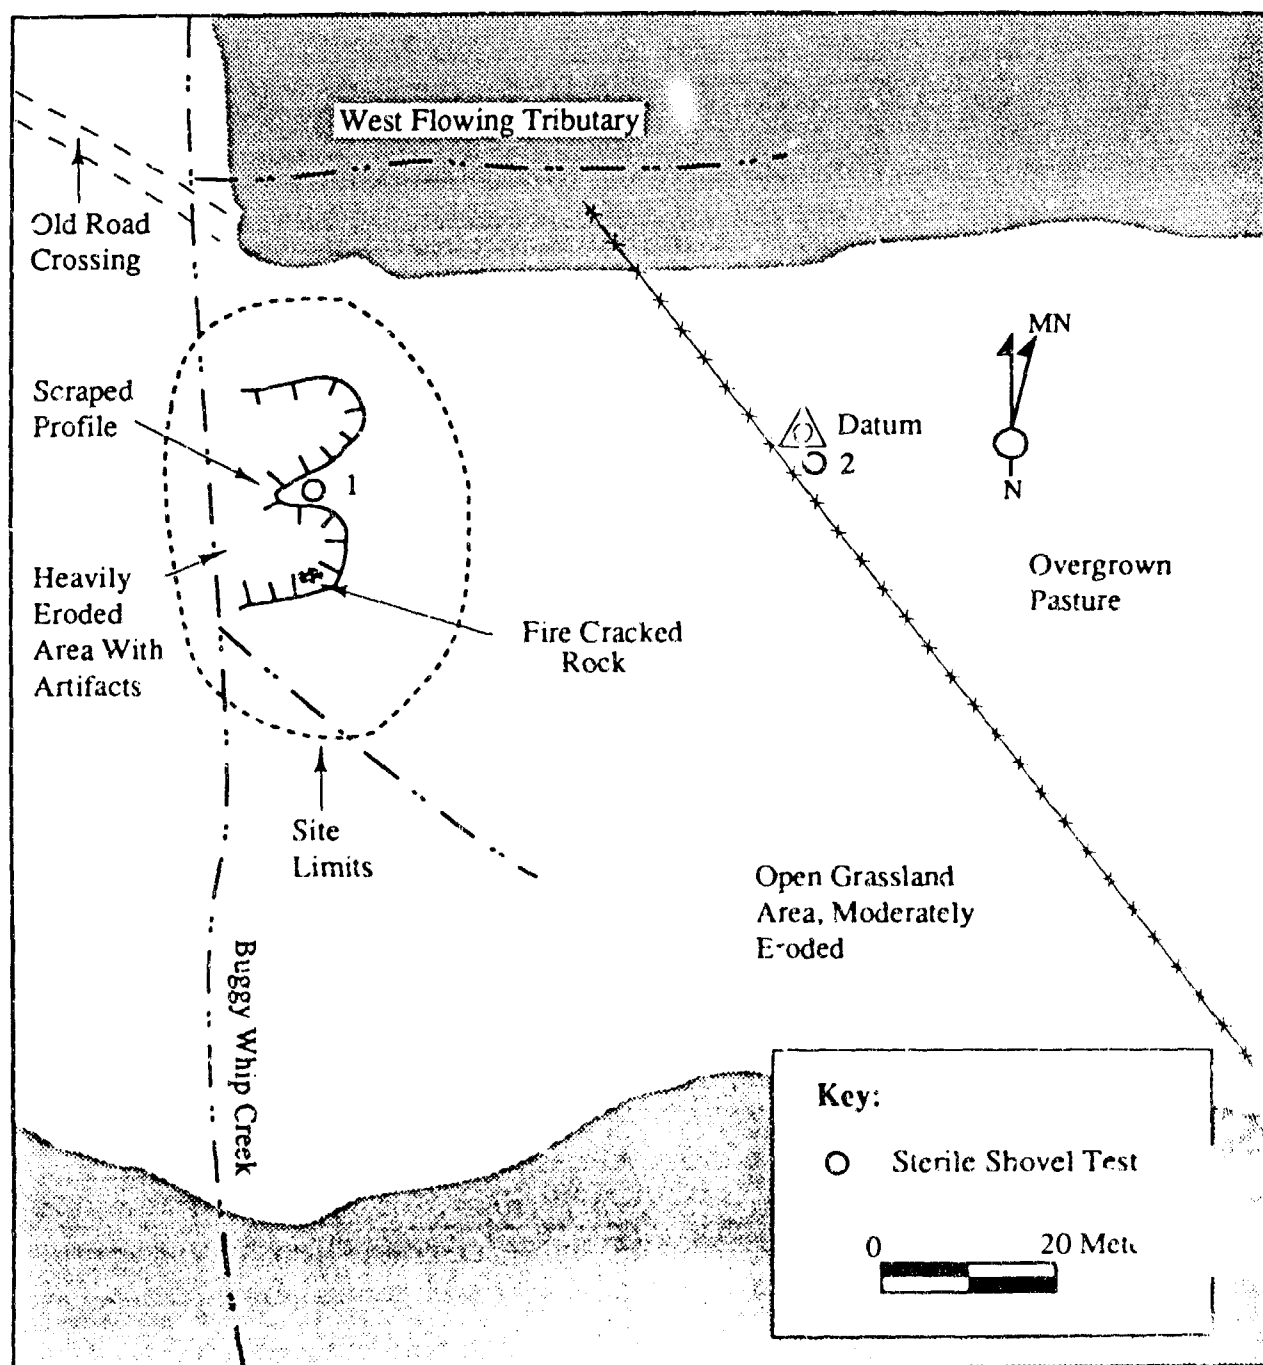 West Flowing Tributary
Old Road
Crossing
MN
N
Scraped
Profile
Datum
1
2
Heavily
Eroded
Area With
Artifacts
Overgrown
Pasture
Fire Cracked
Rock
Site
Limits
Open Grassland
Area, Moderately
Eroded
Buggy Whip Creek
Key:
Sterile Shovel Test
0 20